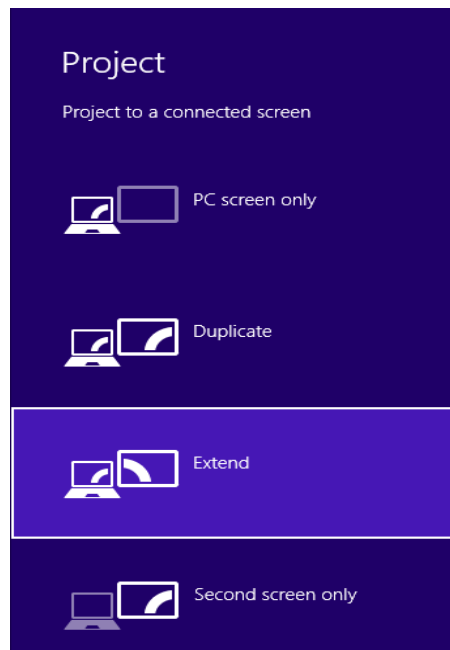 Project
Project to a connected screen
PC screen only
Duplicate
Extend
Second screen only